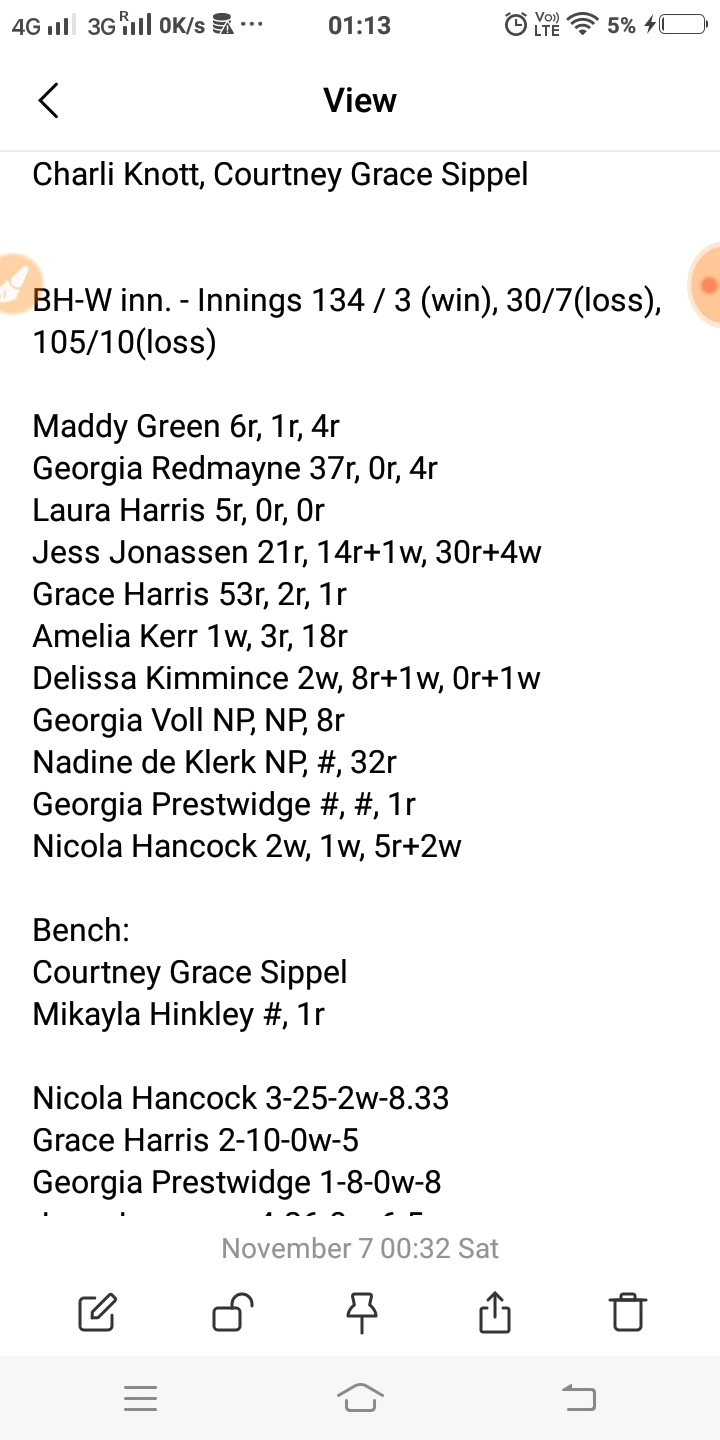 4G 3G R 0K/s ... 01:13 Vo)) LTE 5%
View
Charli Knott, Courtney Grace Sippel
BH-W inn. - Innings 134 / 3 (win), 30/7(loss),
105/10(loss)
Maddy Green 6r, 1r, 4r
Georgia Redmayne 37r, 0r, 4r
Laura Harris 5r, 0r, 0r
Jess Jonassen 21r, 14r+1w, 30r+4w
Grace Harris 53r, 2r, 1r
Amelia Kerr 1w, 3r, 18r
Delissa Kimmince 2w, 8r+1w, 0r+1w
Georgia Voll NP, NP, 8r
Nadine de Klerk NP, #, 32r
Georgia Prestwidge #, #, 1r
Nicola Hancock 2w, 1w, 5r+2w
Bench:
Courtney Grace Sippel
Mikayla Hinkley #, 1r
Nicola Hancock 3-25-2w-8.33
Grace Harris 2-10-0w-5
Georgia Prestwidge 1-8-0w-8
November 7 00:32 Sat